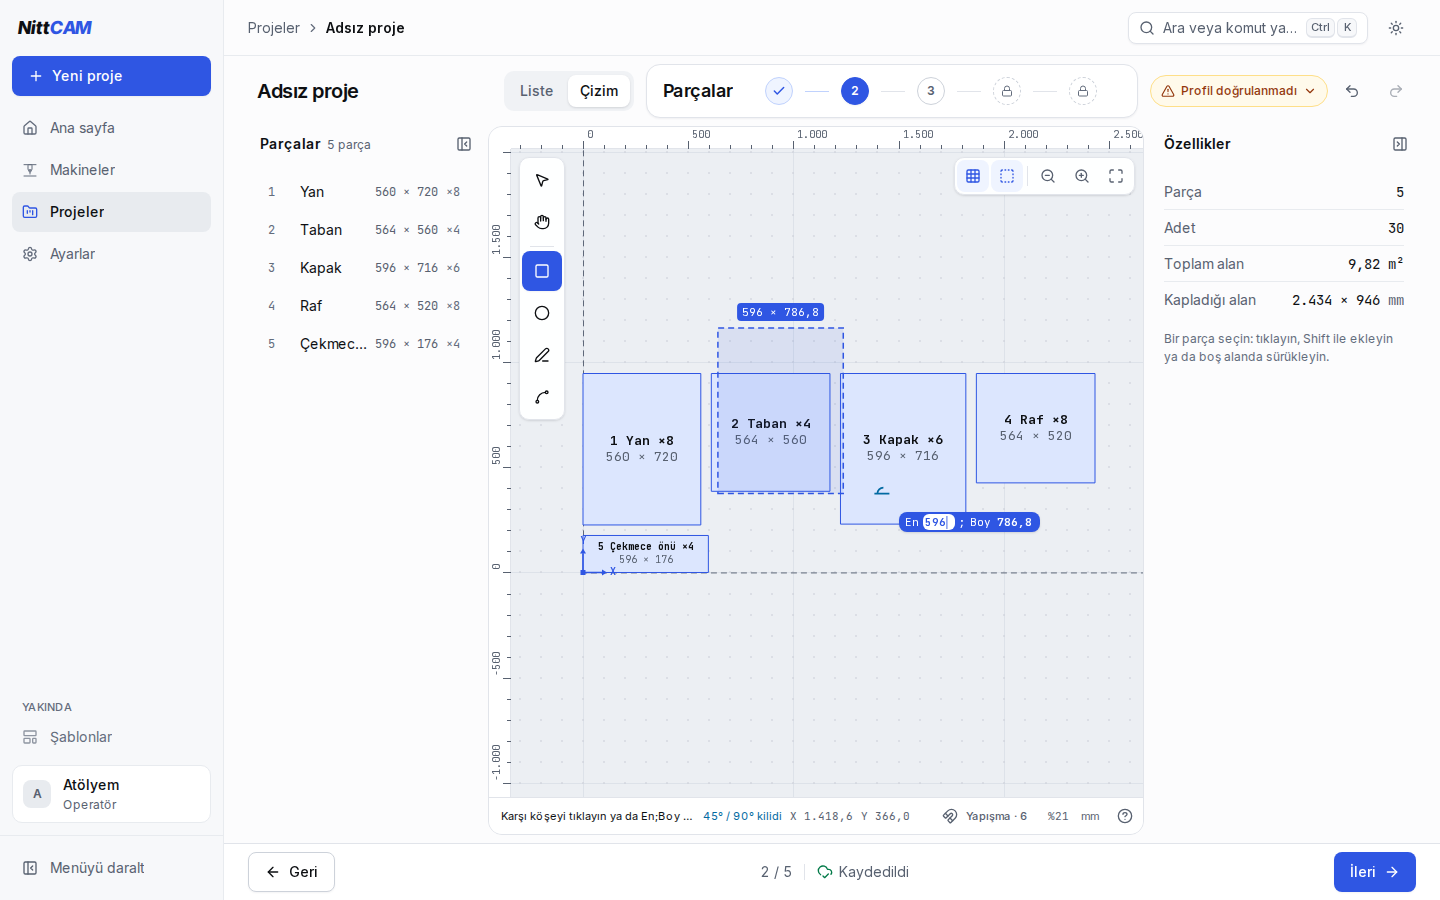 NittCAM
Yeni proje
Ana sayfa
Makineler
Projeler
Ayarlar
YAKINDA
Şablonlar
A
Atölyem
Operatör
Menüyü daralt
Projeler > Adsız proje
Ara veya komut ya... Ctrl K
Adsız proje
Liste Çizim
Parçalar 2 3
Profil doğrulanmadı
Parçalar 5 parça
1 Yan 560 × 720 ×8
2 Taban 564 × 560 ×4
3 Kapak 596 × 716 ×6
4 Raf 564 × 520 ×8
5 Çekmec... 596 × 176 ×4
0 500 1.000 1.500 2.000 2.500
1.500
1.000
500
0
-500
-1.000
596 × 786,8
1 Yan ×8
560 × 720
2 Taban ×4
564 × 560
3 Kapak ×6
596 × 716
4 Raf ×8
564 × 520
En 596 ; Boy 786,8
5 Çekmece önü ×4
596 × 176
Y
X
Karşı köşeyi tıklayın ya da En;Boy ... 45° / 90° kilidi X 1.418,6 Y 366,0 Yapışma · 6 %21 mm
Özellikler
Parça 5
Adet 30
Toplam alan 9,82 m²
Kapladığı alan 2.434 × 946 mm
Bir parça seçin: tıklayın, Shift ile ekleyin
ya da boş alanda sürükleyin.
Geri
2 / 5 Kaydedildi
İleri